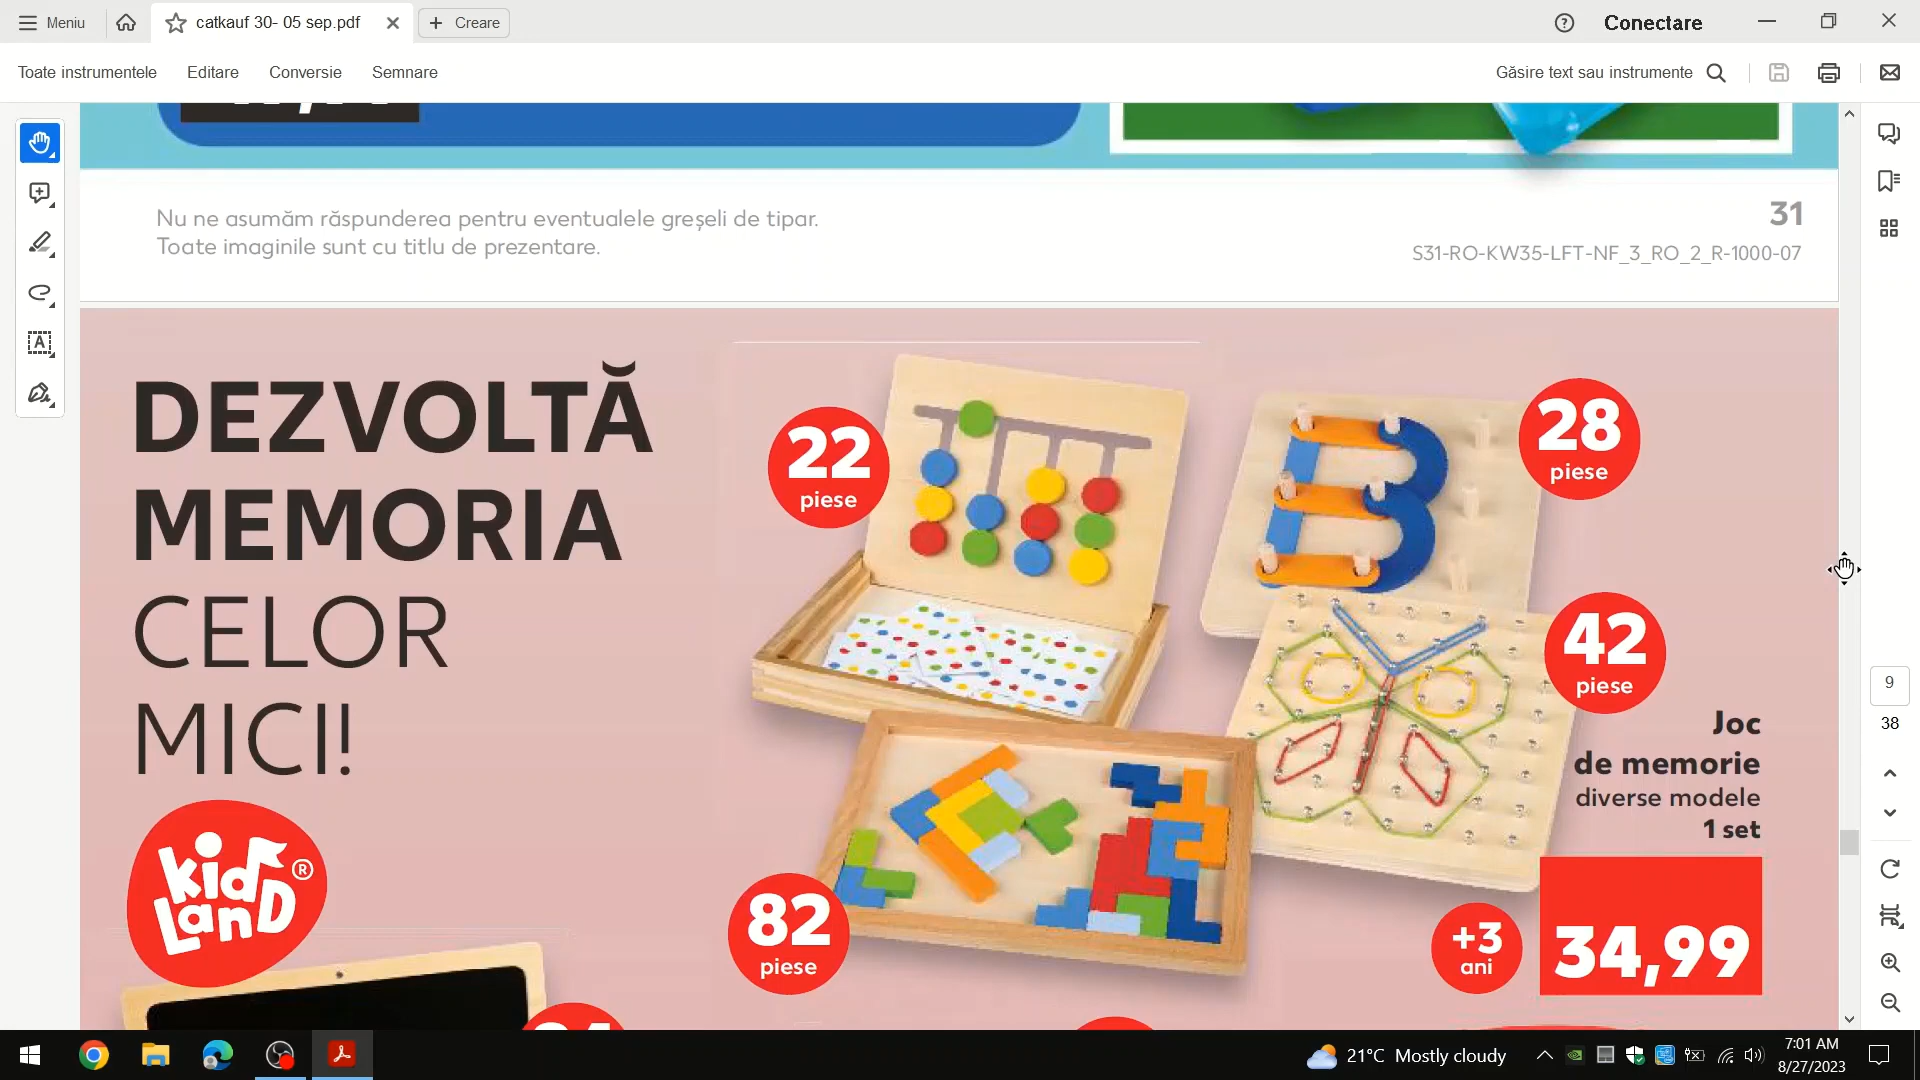 Meniu
catkauf 30- 05 sep.pdf
Creare
Conectare
Toate instrumentele
Editare
Conversie
Semnare
Găsire text sau instrumente
Nu ne asumăm răspunderea pentru eventualele greșeli de tipar.
Toate imaginile sunt cu titlu de prezentare.
31
S31-RO-KW35-LFT-NF_3_RO_2_R-1000-07
DEZVOLTĂ
MEMORIA
CELOR
MICI!
kid
LanD®
22
piese
28
piese
42
piese
82
piese
Joc
de memorie
diverse modele
1 set
+3
ani
34,99
9
38
21°C Mostly cloudy
7:01 AM
8/27/2023